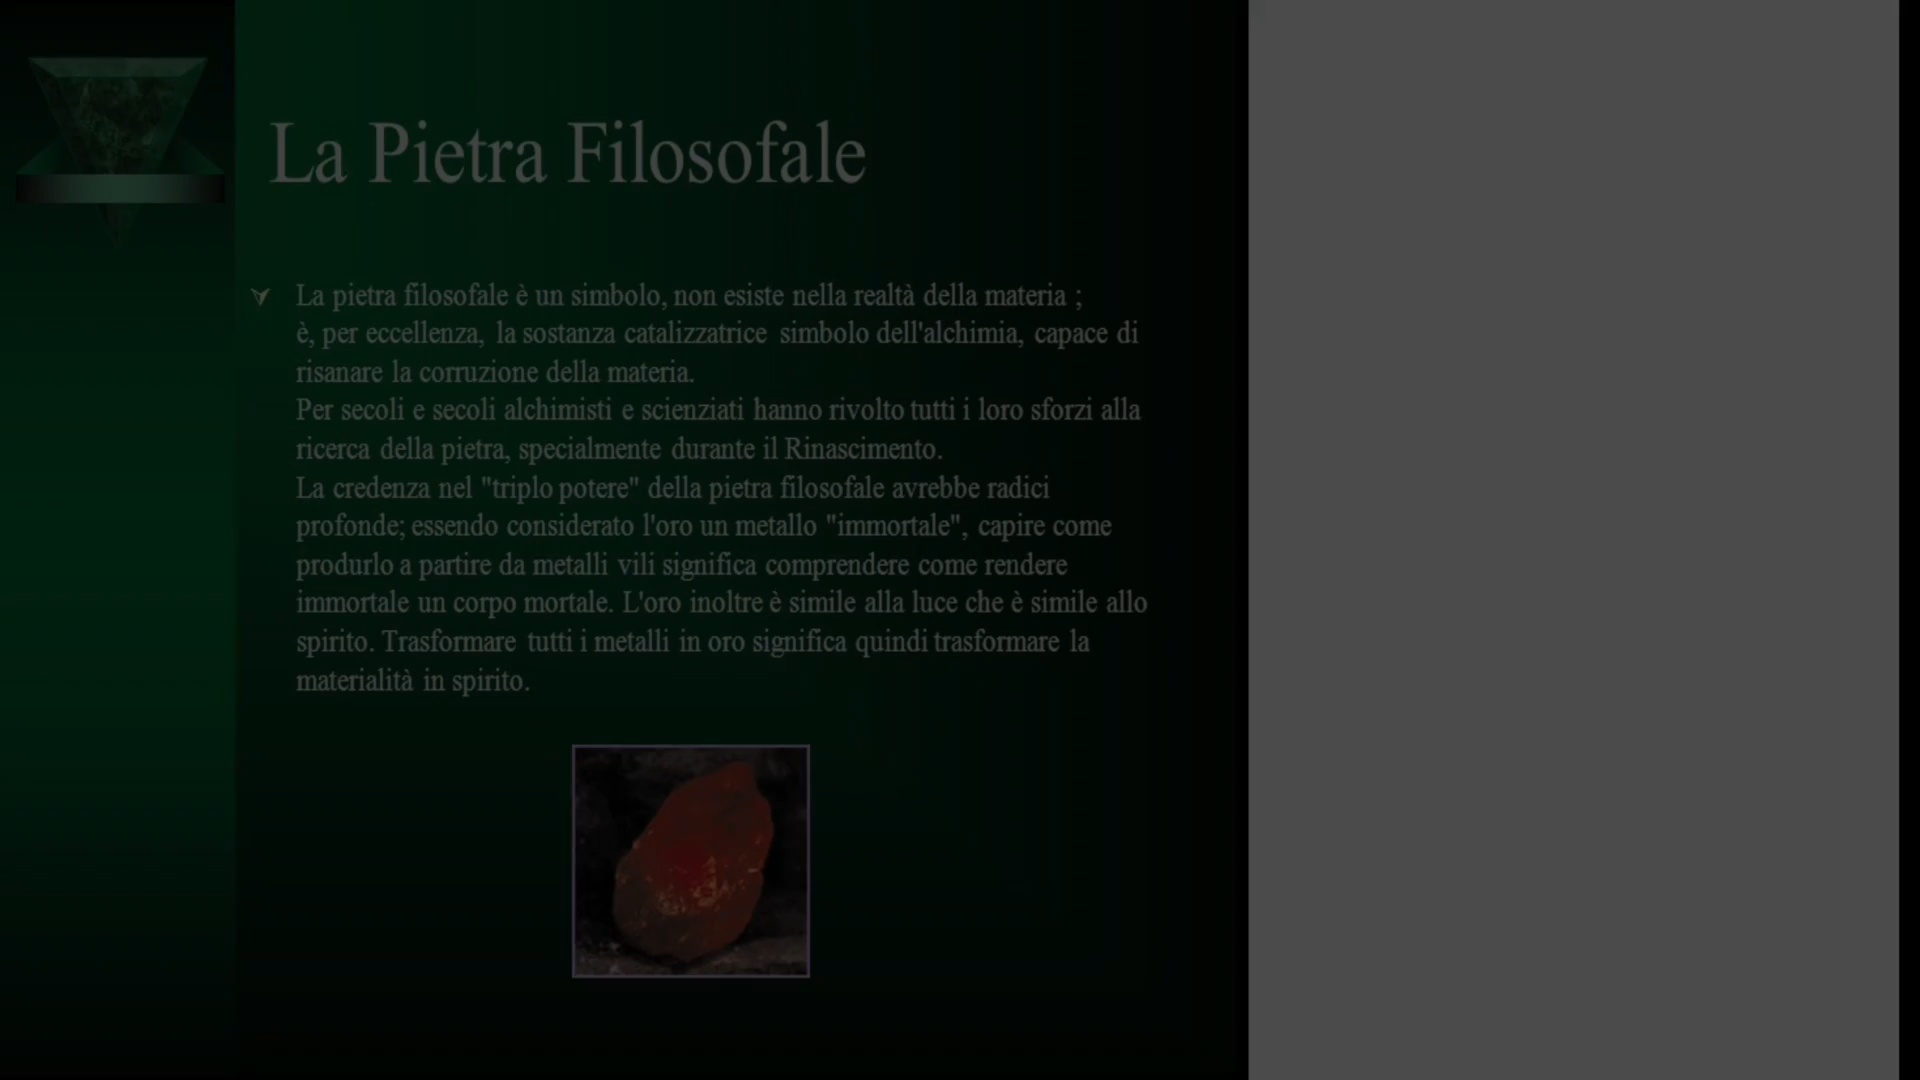 La Pietra Filosofale
La pietra filosofale è un simbolo, non esiste nella realtà della materia ;
è, per eccellenza, la sostanza catalizzatrice simbolo dell'alchimia, capace di
risanare la corruzione della materia.
Per secoli e secoli alchimisti e scienziati hanno rivolto tutti i loro sforzi alla
ricerca della pietra, specialmente durante il Rinascimento.
La credenza nel "triplo potere" della pietra filosofale avrebbe radici
profonde; essendo considerato l'oro un metallo "immortale", capire come
produrlo a partire da metalli vili significa comprendere come rendere
immortale un corpo mortale. L'oro inoltre è simile alla luce che è simile allo
spirito. Trasformare tutti i metalli in oro significa quindi trasformare la
materialità in spirito.